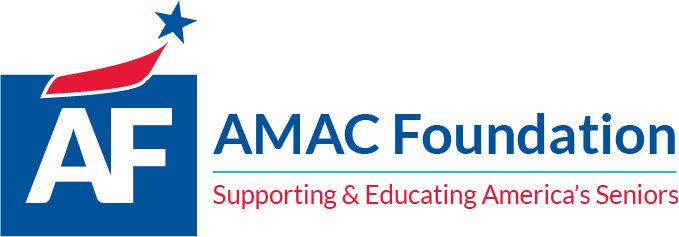 AF
AMAC Foundation
Supporting & Educating America's Seniors